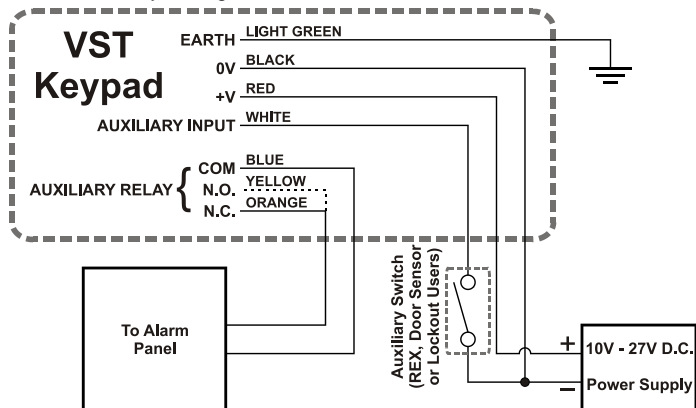 VST
Keypad
EARTH LIGHT GREEN
0V BLACK
+V RED
AUXILIARY INPUT WHITE
AUXILIARY RELAY
COM BLUE
N.O. YELLOW
N.C. ORANGE
To Alarm
Panel
Auxiliary Switch
(REX, Door Sensor
or Lockout Users)
+ 10V - 27V D.C.
– Power Supply